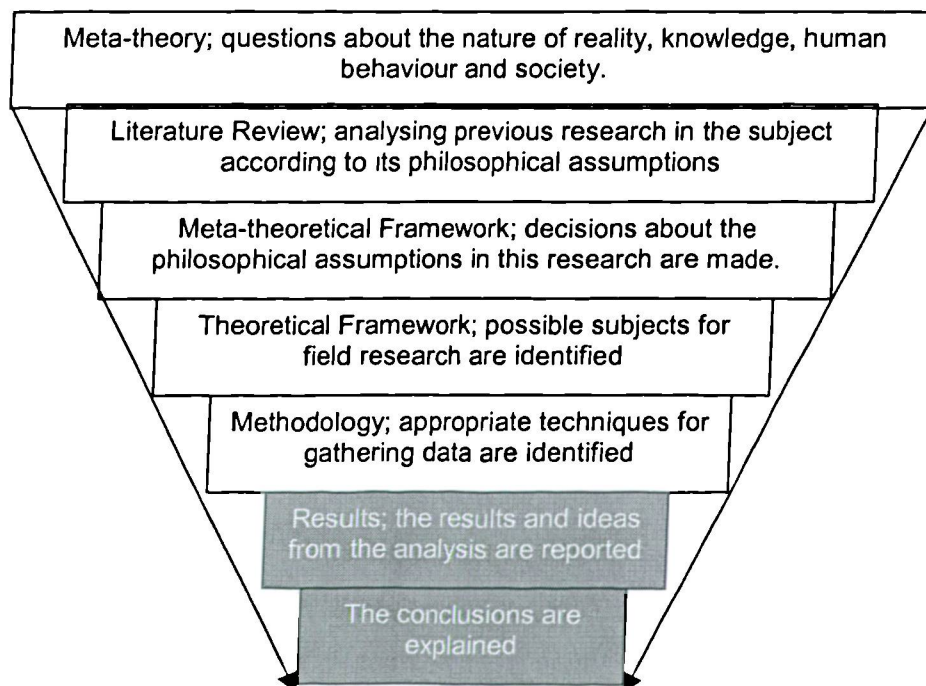 Meta-theory; questions about the nature of reality, knowledge, human
behaviour and society.
Literature Review; analysing previous research in the subject
according to its philosophical assumptions
Meta-theoretical Framework; decisions about the
philosophical assumptions in this research are made.
Theoretical Framework; possible subjects for
field research are identified
Methodology; appropriate techniques for
gathering data are identified
Results; the results and ideas
from the analysis are reported
The conclusions are
explained